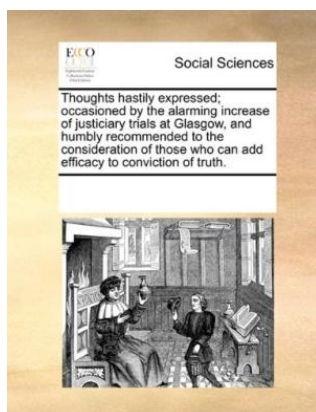 ECCO
Social Sciences
Thoughts hastily expressed;
occasioned by the alarming increase
of justiciary trials at Glasgow, and
humbly recommended to the
consideration of those who can add
efficacy to conviction of truth.